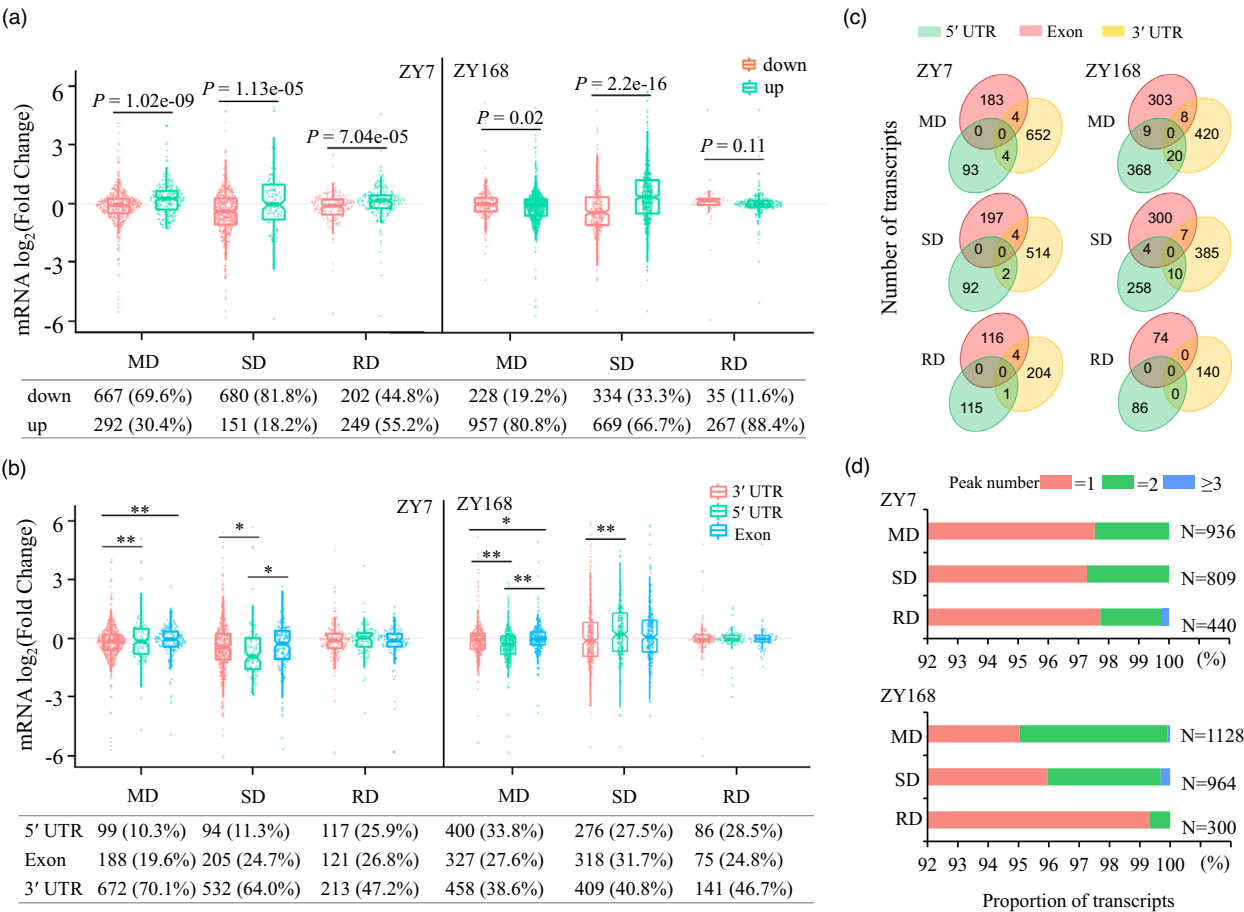 (a)
ZY7
ZY168
down
up
P = 1.02e-09
P = 1.13e-05
P = 7.04e-05
P = 0.02
P = 2.2e-16
P = 0.11
mRNA log2(Fold Change)
6
3
0
-3
-6
MD SD RD MD SD RD
down 667 (69.6%) 680 (81.8%) 202 (44.8%) 228 (19.2%) 334 (33.3%) 35 (11.6%)
up 292 (30.4%) 151 (18.2%) 249 (55.2%) 957 (80.8%) 669 (66.7%) 267 (88.4%)
(b)
ZY7
ZY168
3′ UTR
5′ UTR
Exon
** ** * * * ** ** **
mRNA log2(Fold Change)
6
3
0
-3
-6
MD SD RD MD SD RD
5′ UTR 99 (10.3%) 94 (11.3%) 117 (25.9%) 400 (33.8%) 276 (27.5%) 86 (28.5%)
Exon 188 (19.6%) 205 (24.7%) 121 (26.8%) 327 (27.6%) 318 (31.7%) 75 (24.8%)
3′ UTR 672 (70.1%) 532 (64.0%) 213 (47.2%) 458 (38.6%) 409 (40.8%) 141 (46.7%)
(c)
5′ UTR Exon 3′ UTR
Number of transcripts
ZY7
MD
183
4
0 0
652
4
93
SD
197
4
0 0
514
2
92
RD
116
4
0 0
204
1
115
ZY168
MD
303
8
9 0
420
20
368
SD
300
7
4 0
385
10
258
RD
74
0
0 0
140
0
86
(d)
Peak number =1 =2 ≥3
ZY7
MD N=936
SD N=809
RD N=440
92 93 94 95 96 97 98 99 100 (%)
ZY168
MD N=1128
SD N=964
RD N=300
92 93 94 95 96 97 98 99 100 (%)
Proportion of transcripts